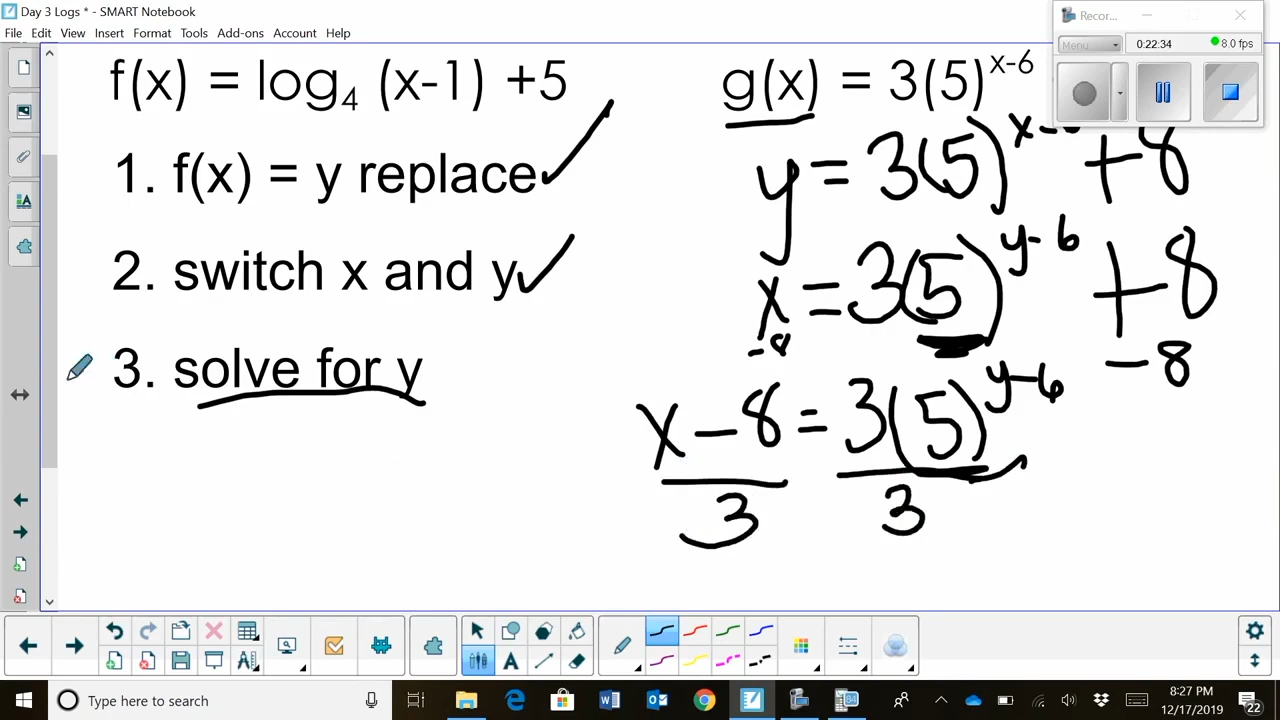 Day 3 Logs * - SMART Notebook
File Edit View Insert Format Tools Add-ons Account Help
Recor...
Menu
0:22:34
8.0 fps
f(x) = log₄ (x-1) +5
1. f(x) = y replace
2. switch x and y
3. solve for y
g(x) = 3(5)^(x-6)
y = 3(5)^(x- + 8
x = 3(5)^(y-6) + 8
-8 -8
x - 8 = 3(5)^(y-6)
3 3
A
A
Type here to search
8:27 PM
12/17/2019
22